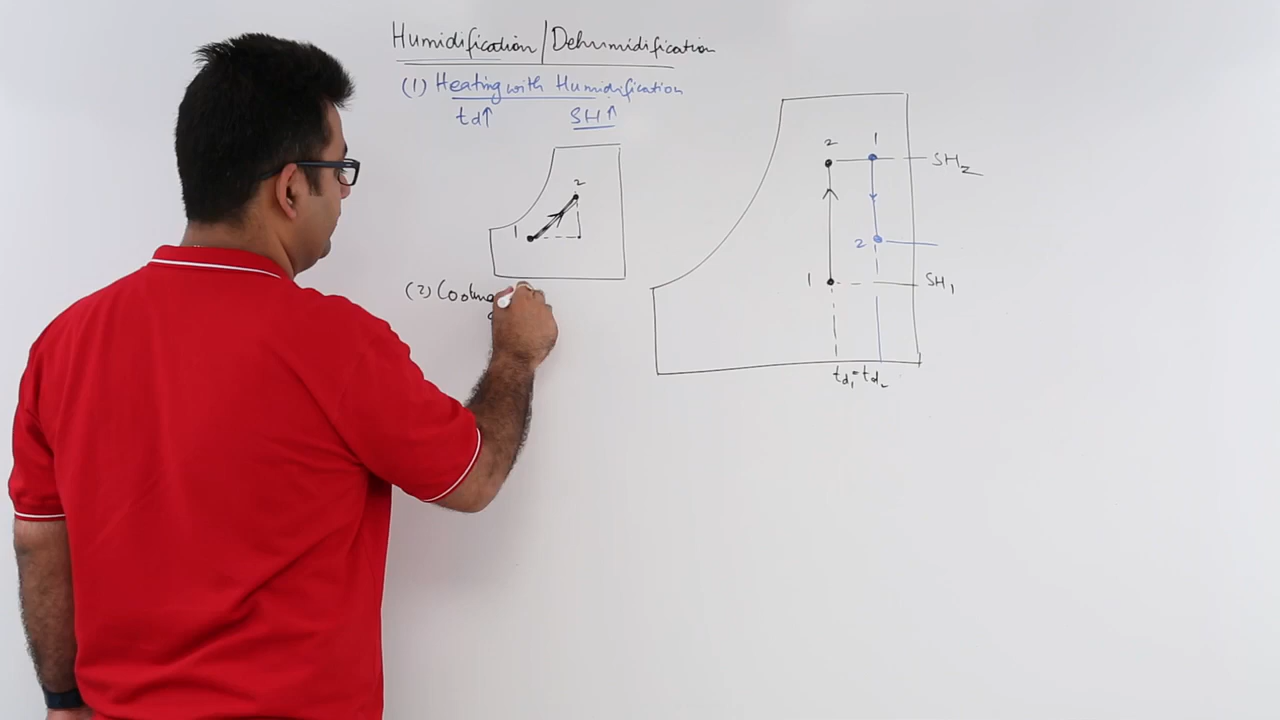 Humidification/Dehumidification
(1) Heating with Humidification
td↑ SH↑
2
1
(2) Cooling
2 1 SH₂
2
1 SH₁
td₁=td₂